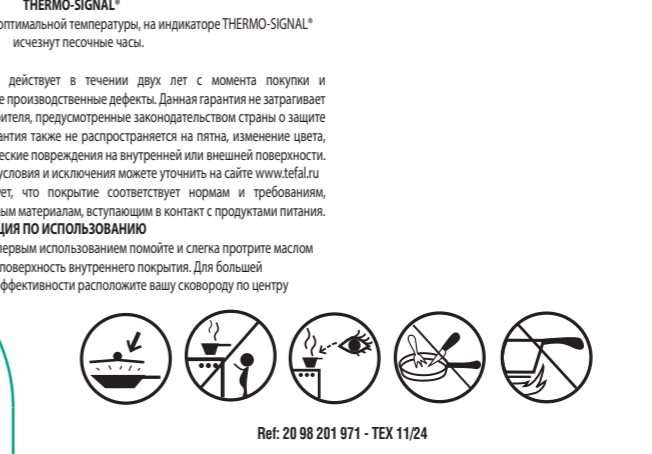 THERMO-SIGNAL®
оптимальной температуры, на индикаторе THERMO-SIGNAL®
исчезнут песочные часы.
действует в течении двух лет с момента покупки и
е производственные дефекты. Данная гарантия не затрагивает
ителя, предусмотренные законодательством страны о защите
антия также не распространяется на пятна, изменение цвета,
еские повреждения на внутренней или внешней поверхности.
условия и исключения можете уточнить на сайте www.tefal.ru
ует, что покрытие соответствует нормам и требованиям,
ым материалам, вступающим в контакт с продуктами питания.
ЦИЯ ПО ИСПОЛЬЗОВАНИЮ
первым использованием помойте и слегка протрите маслом
поверхность внутреннего покрытия. Для большей
ффективности расположите вашу сковороду по центру
Ref: 20 98 201 971 - TEX 11/24